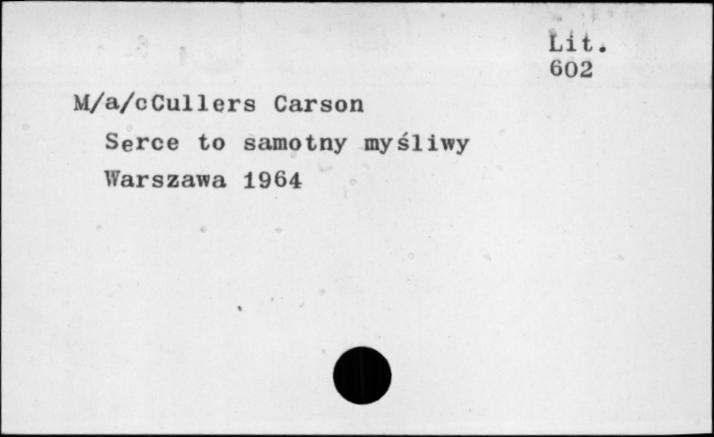 Lit.
602
M/a/cCullers Carson
Serce to samotny myśliwy
Warszawa 1964